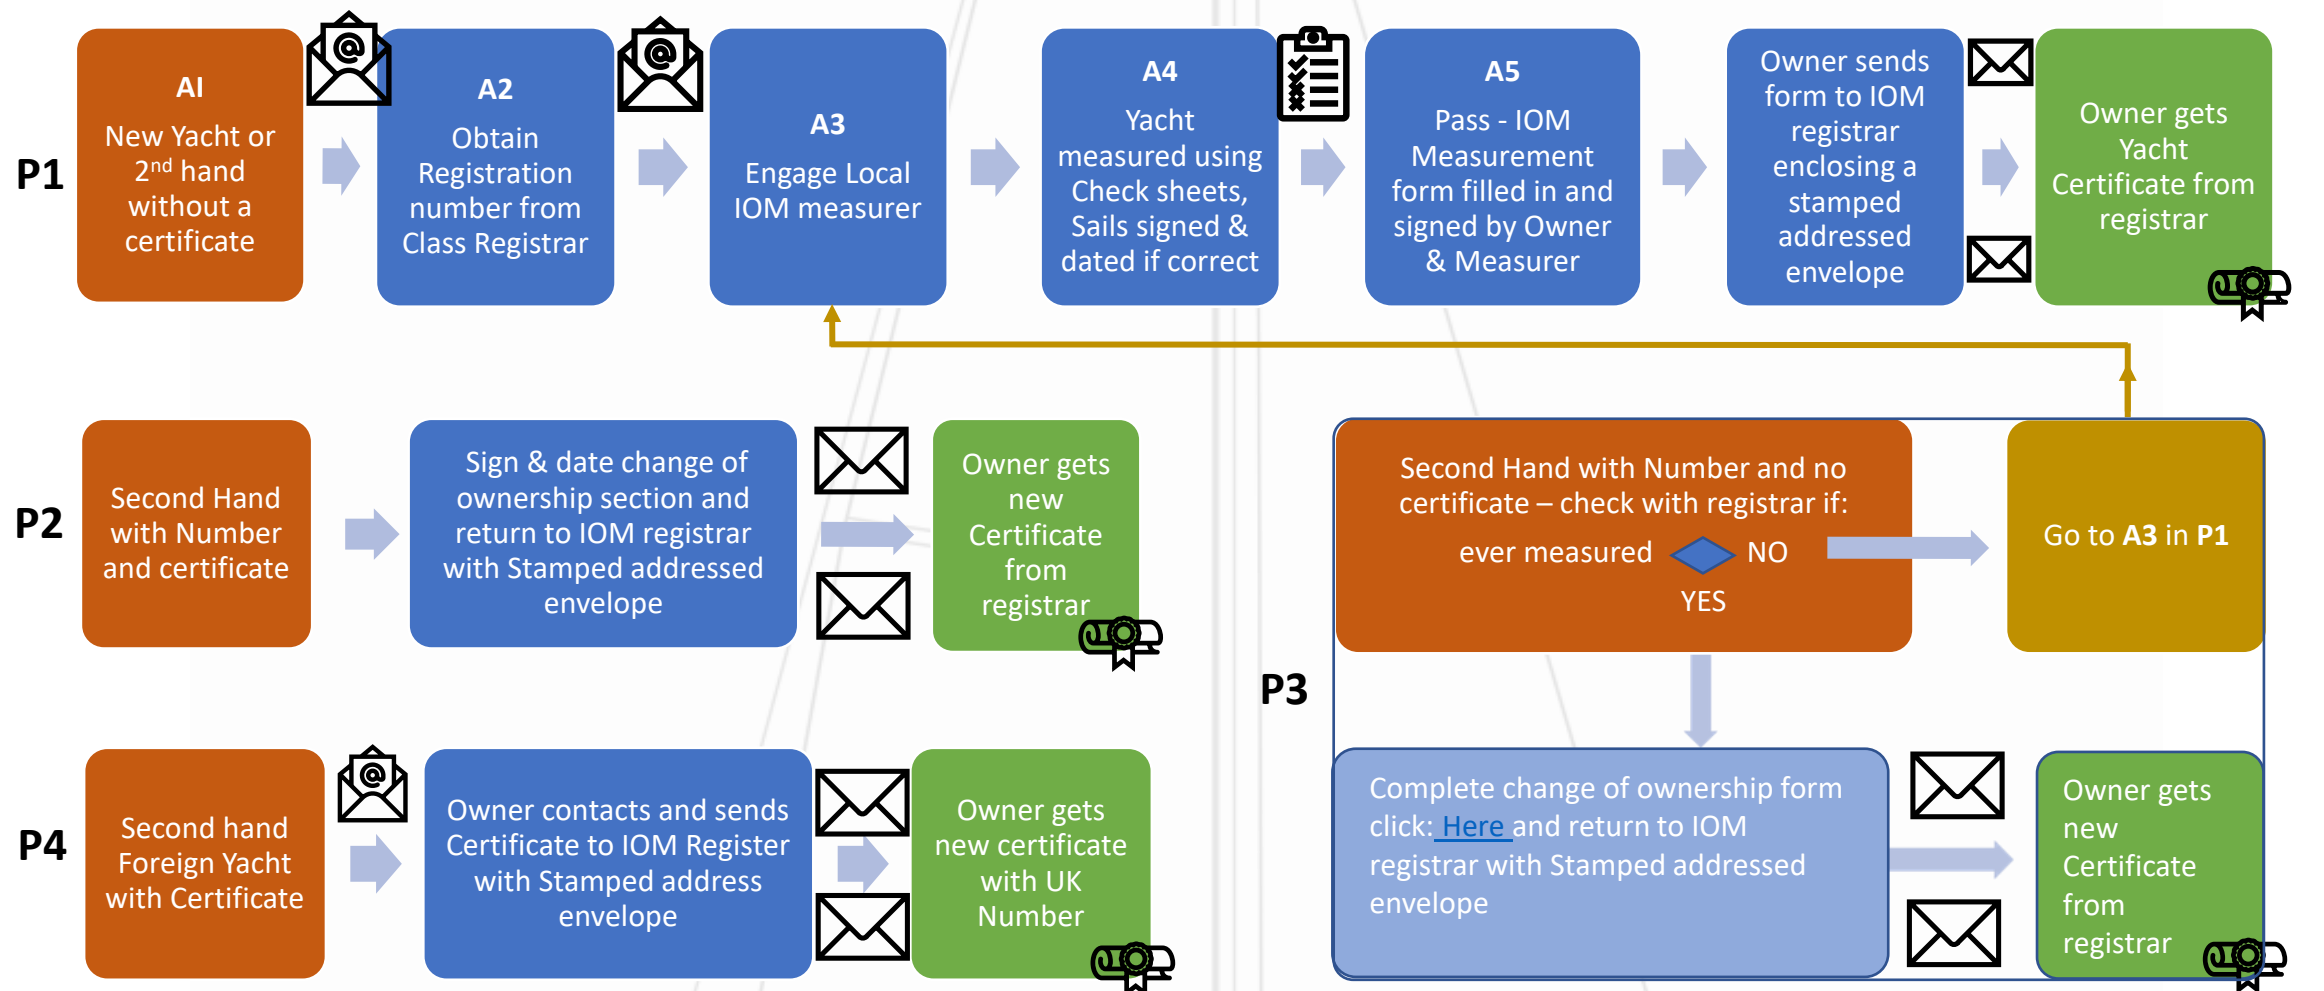 P1
AI
New Yacht or
2nd hand
without a
certificate
A2
Obtain
Registration
number from
Class Registrar
A3
Engage Local
IOM measurer
A4
Yacht
measured using
Check sheets,
Sails signed &
dated if correct
A5
Pass - IOM
Measurement
form filled in and
signed by Owner
& Measurer
Owner sends
form to IOM
registrar
enclosing a
stamped
addressed
envelope
Owner gets
Yacht
Certificate from
registrar
P2
Second Hand
with Number
and certificate
Sign & date change of
ownership section and
return to IOM registrar
with Stamped addressed
envelope
Owner gets
new
Certificate
from
registrar
P3
Second Hand with Number and no
certificate – check with registrar if:
ever measured NO
YES
Go to A3 in P1
Complete change of ownership form
click: Here and return to IOM
registrar with Stamped addressed
envelope
Owner gets
new
Certificate
from
registrar
P4
Second hand
Foreign Yacht
with Certificate
Owner contacts and sends
Certificate to IOM Register
with Stamped address
envelope
Owner gets
new certificate
with UK
Number